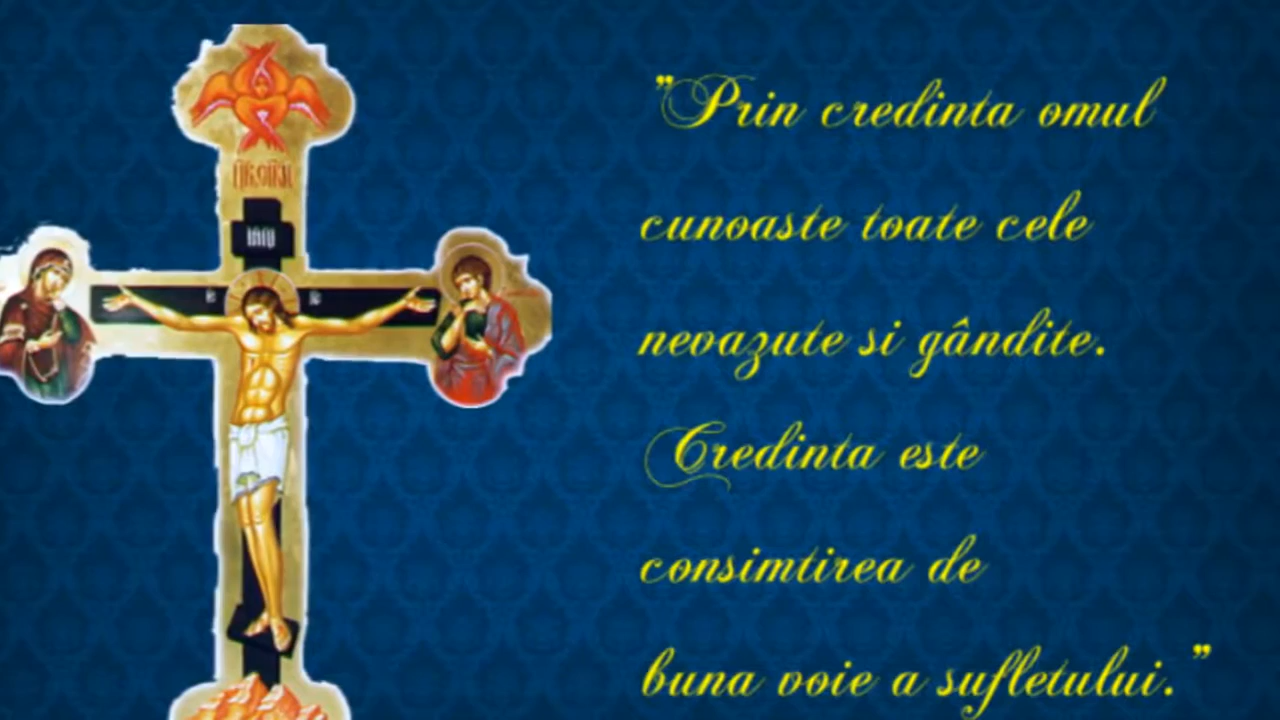 "Prin credinta omul
cunoaste toate cele
nevazute si gândite.
Credinta este
consimtirea de
buna voie a sufletului."